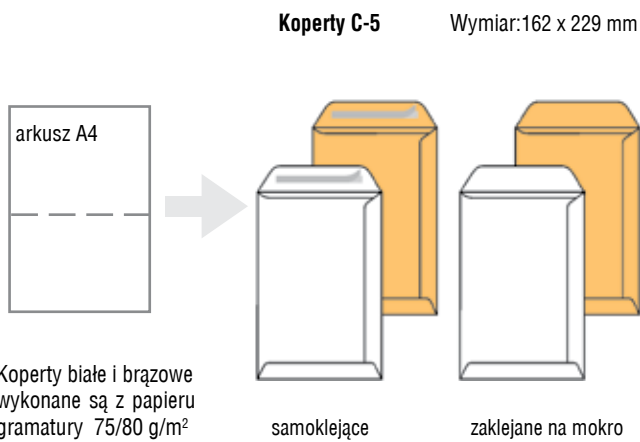 Koperty C-5 Wymiar:162 x 229 mm
arkusz A4
Koperty białe i brązowe
wykonane są z papieru
gramatury 75/80 g/m²
samoklejące zaklejane na mokro